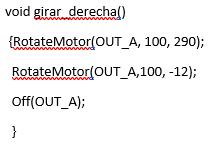 void girar_derecha()
{RotateMotor(OUT_A, 100, 290);
RotateMotor(OUT_A,100, -12);
Off(OUT_A);
}